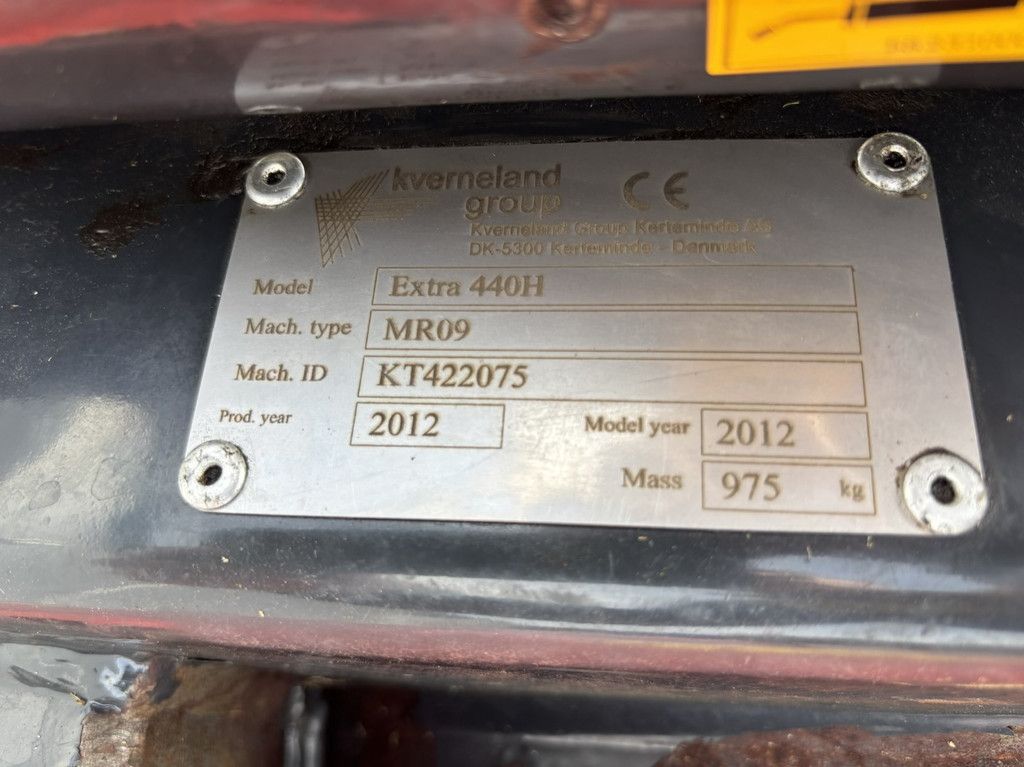 kverneland
group
CE
Kverneland Group Kerteminde AS
DK-5300 Kerteminde - Danmark
Model Extra 440H
Mach. type MR09
Mach. ID KT422075
Prod. year 2012 Model year 2012
Mass 975 kg